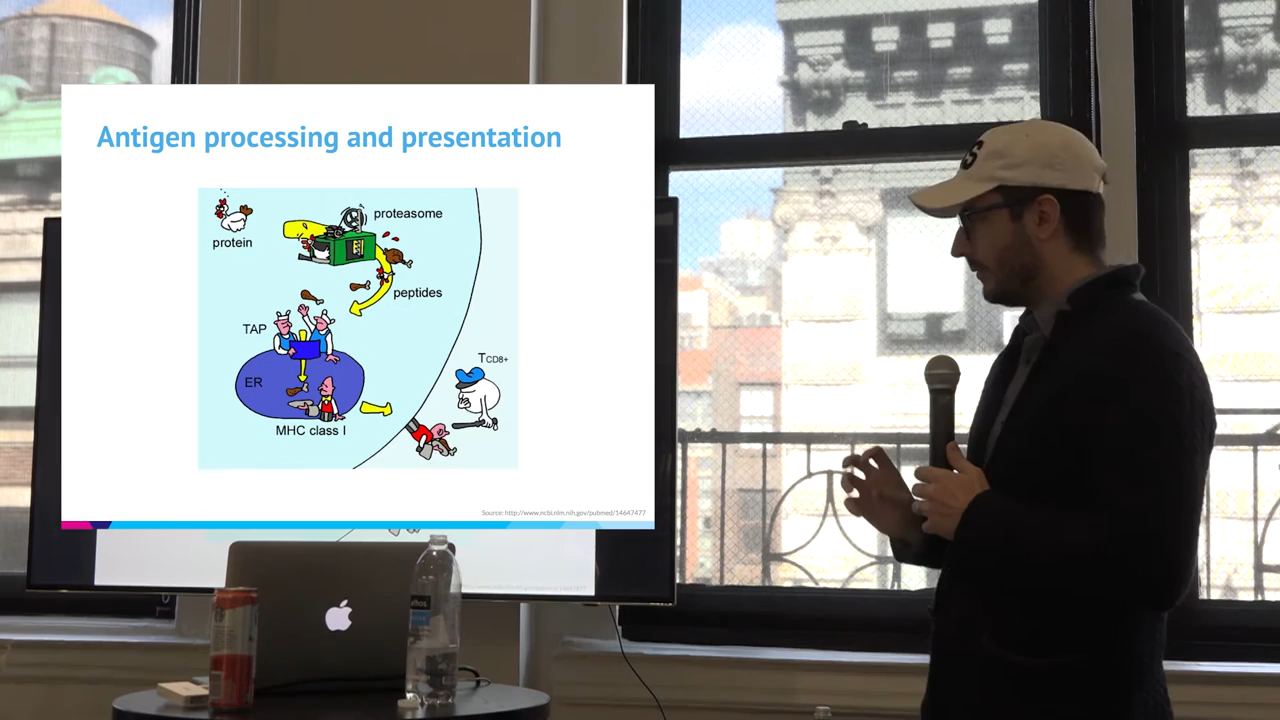 Antigen processing and presentation
protein
proteasome
peptides
TAP
ER
MHC class I
TCD8+
Source: http://www.ncbi.nlm.nih.gov/pubmed/14647477